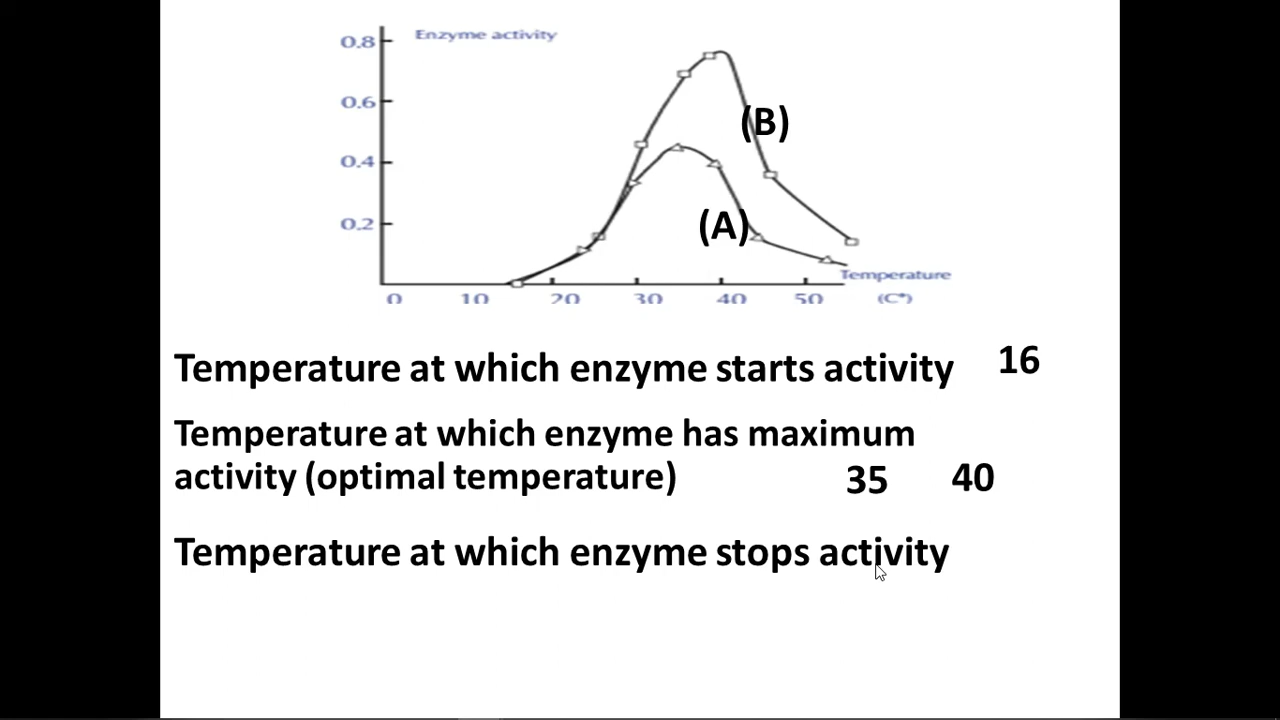 Enzyme activity
0.8
0.6
(B)
0.4
0.2
(A)
Temperature
0 10 20 30 40 50 (C°)
Temperature at which enzyme starts activity 16
Temperature at which enzyme has maximum
activity (optimal temperature) 35 40
Temperature at which enzyme stops activity